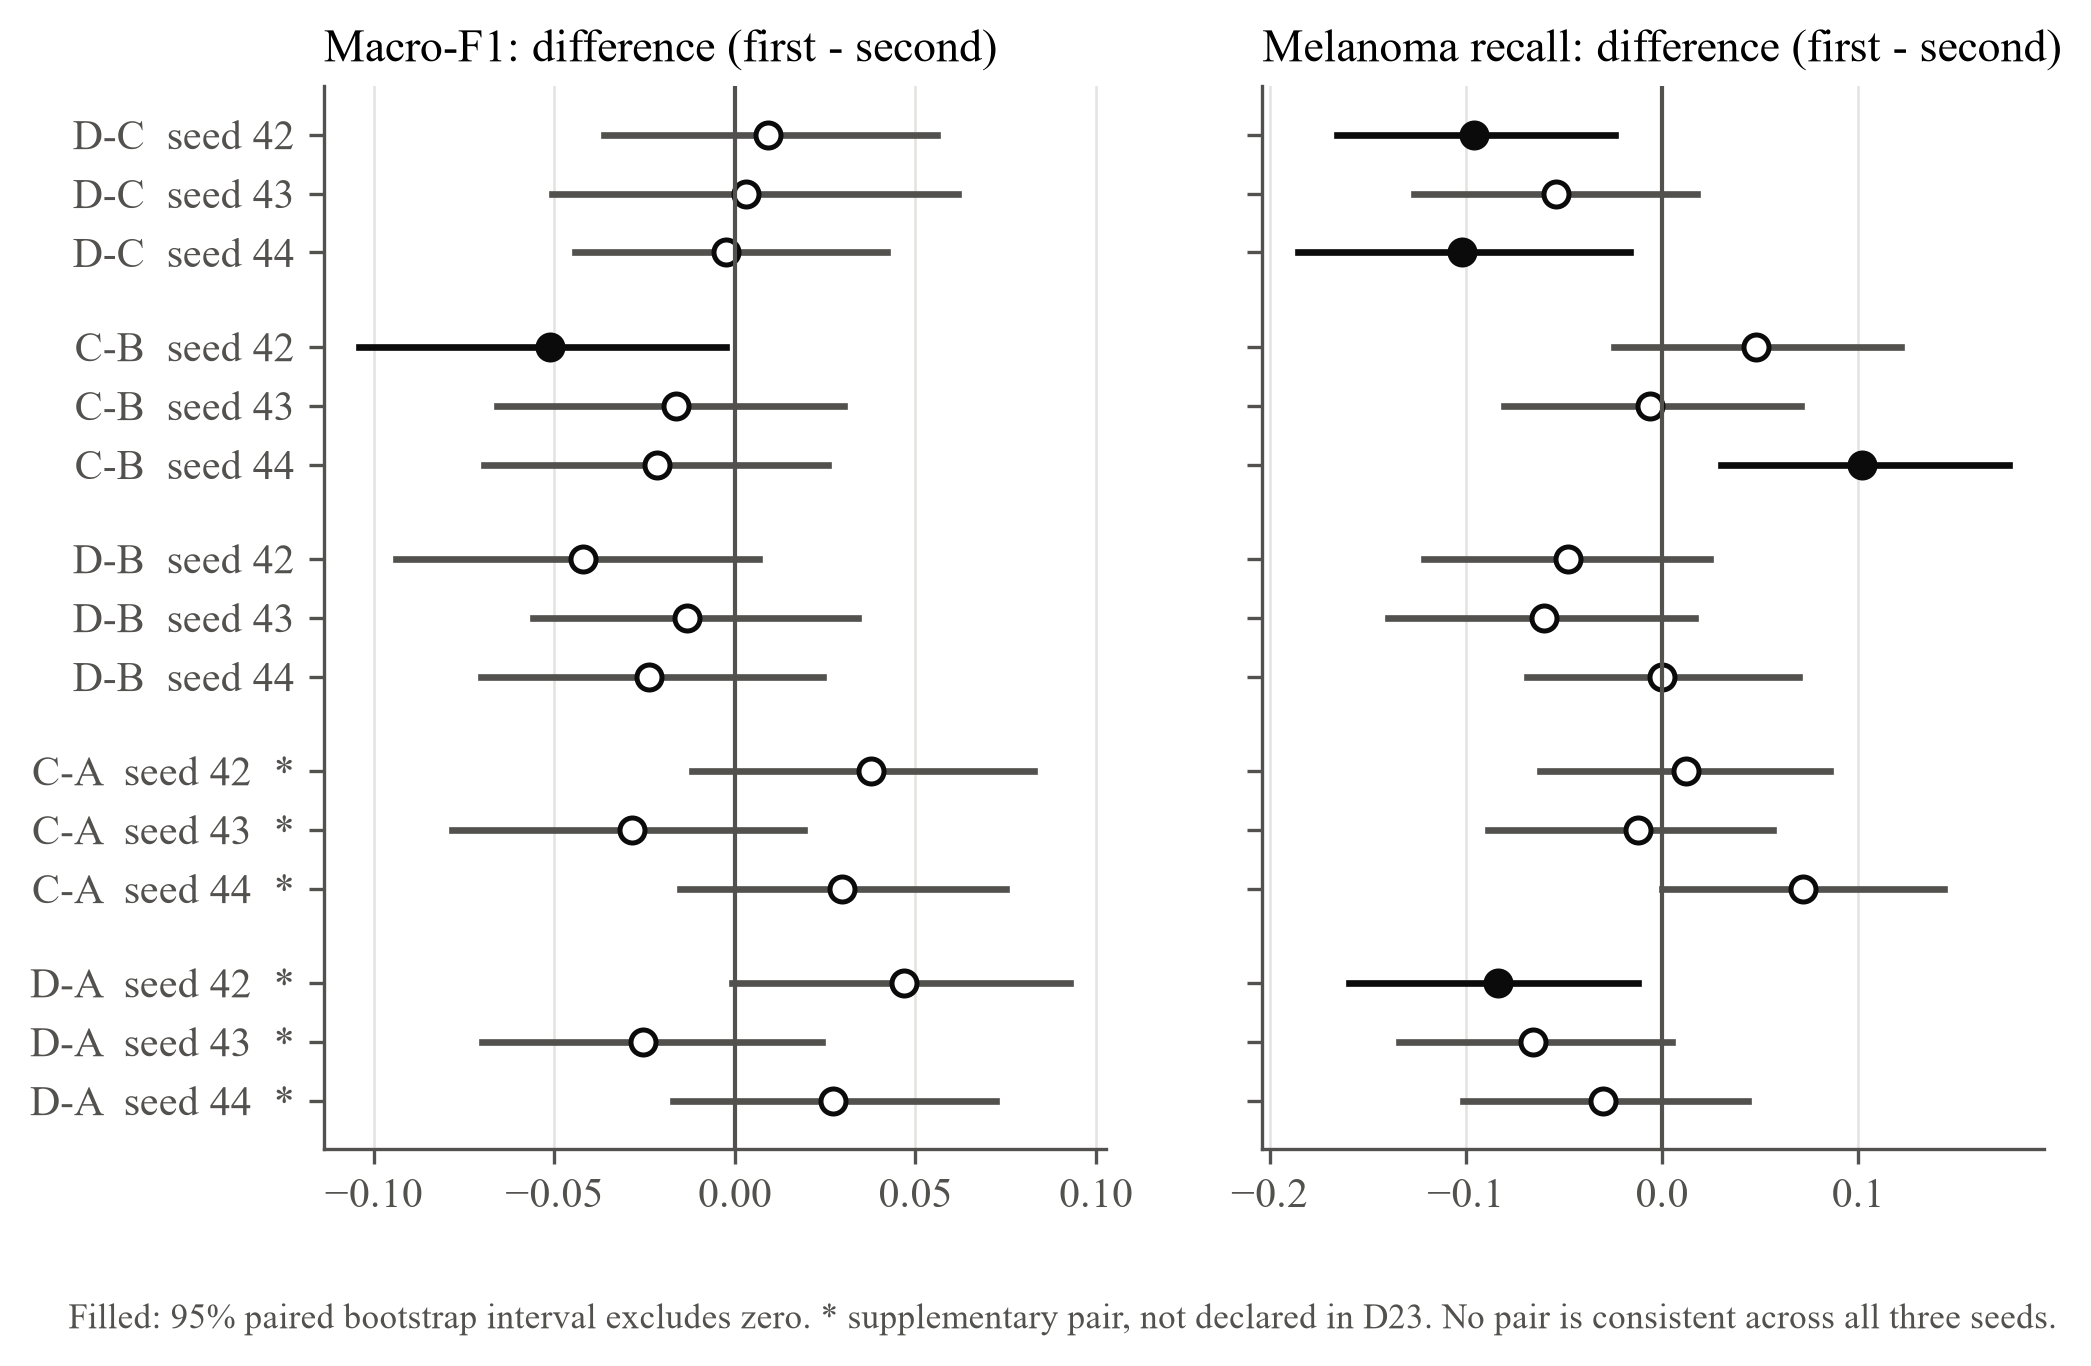 Macro-F1: difference (first - second)
Melanoma recall: difference (first - second)
D-C seed 42
D-C seed 43
D-C seed 44
C-B seed 42
C-B seed 43
C-B seed 44
D-B seed 42
D-B seed 43
D-B seed 44
C-A seed 42 *
C-A seed 43 *
C-A seed 44 *
D-A seed 42 *
D-A seed 43 *
D-A seed 44 *
−0.10 −0.05 0.00 0.05 0.10
−0.2 −0.1 0.0 0.1
Filled: 95% paired bootstrap interval excludes zero. * supplementary pair, not declared in D23. No pair is consistent across all three seeds.